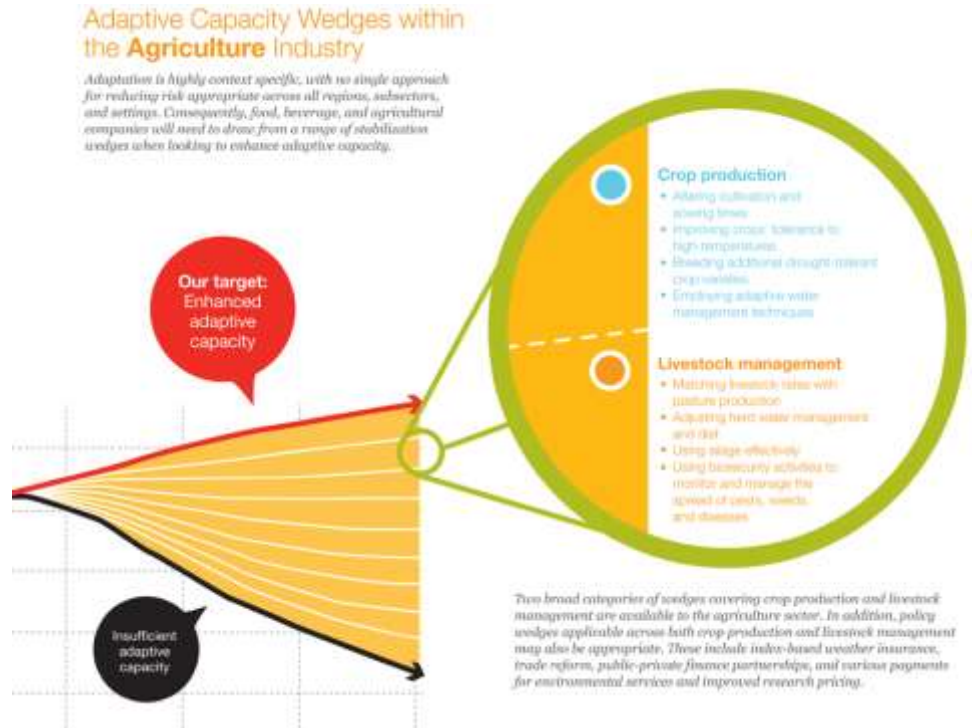 Adaptive Capacity Wedges within
the Agriculture Industry
Adaptation is highly context specific, with no single approach
for reducing risk appropriate across all regions, subsectors,
and settings. Consequently, food, beverage, and agricultural
companies will need to draw from a range of stabilization
wedges when looking to enhance adaptive capacity.
Our target:
Enhanced
adaptive
capacity
Insufficient
adaptive
capacity
Crop production
• Altering cultivation and
sowing times
• Improving crops' tolerance to
high temperatures
• Breeding additional drought-tolerant
crop varieties
• Employing adaptive water
management techniques
Livestock management
• Matching livestock rates with
pasture production
• Adjusting herd water management
and diet
• Using silage effectively
• Using biosecurity activities to
monitor and manage the
spread of pests, weeds,
and diseases
Two broad categories of wedges covering crop production and livestock
management are available to the agriculture sector. In addition, policy
wedges applicable across both crop production and livestock management
may also be appropriate. These include index-based weather insurance,
trade reform, public-private finance partnerships, and various payments
for environmental services and improved research pricing.